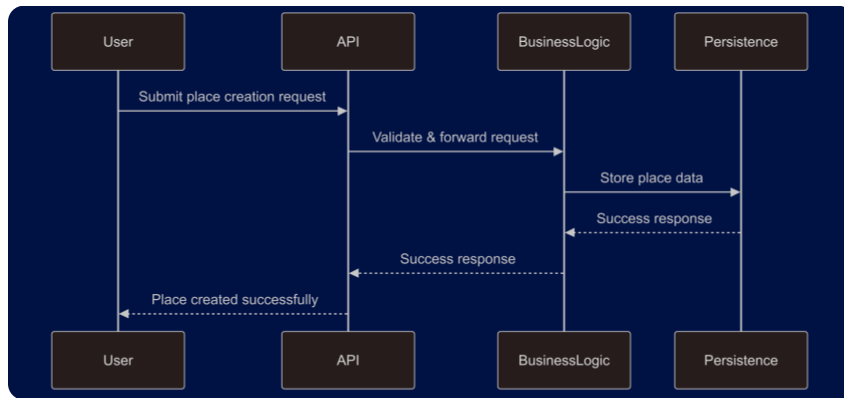 User
API
BusinessLogic
Persistence
Submit place creation request
Validate & forward request
Store place data
Success response
Success response
Place created successfully
User
API
BusinessLogic
Persistence